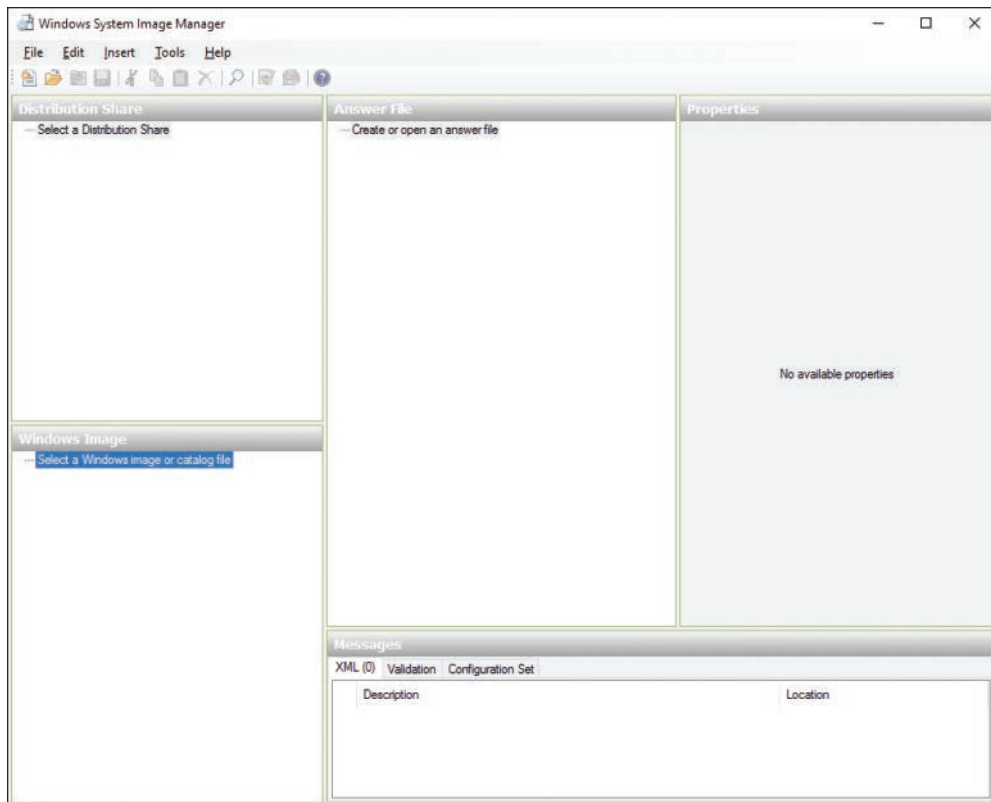 Windows System Image Manager
File Edit Insert Tools Help
Distribution Share
Select a Distribution Share
Answer File
Create or open an answer file
Properties
No available properties
Windows Image
Select a Windows image or catalog file
Messages
XML (0) Validation Configuration Set
Description Location